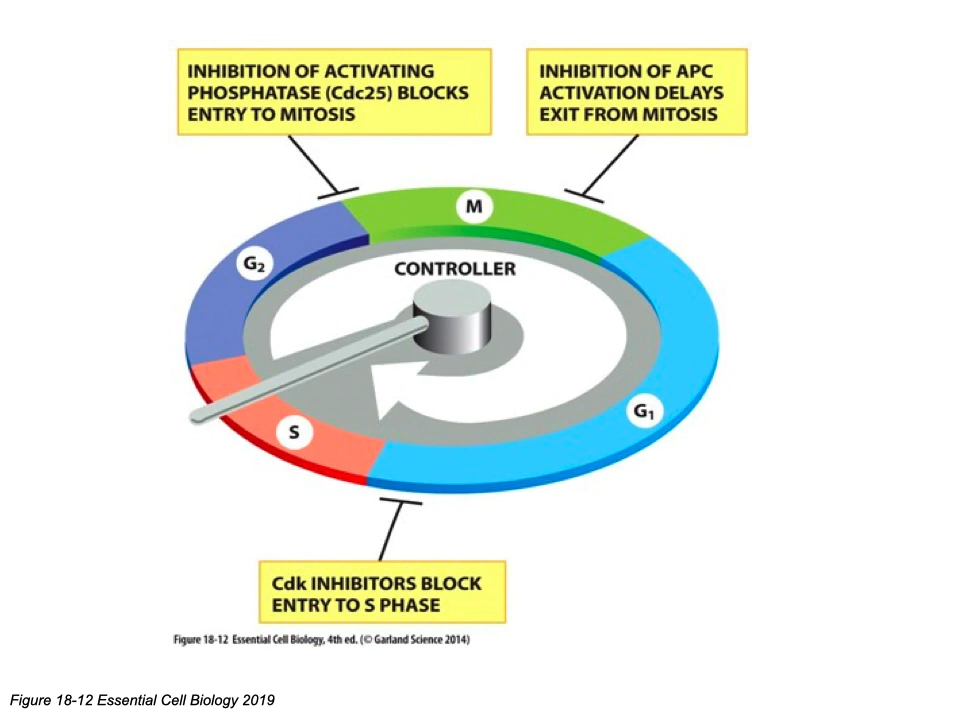 INHIBITION OF ACTIVATING
PHOSPHATASE (Cdc25) BLOCKS
ENTRY TO MITOSIS
INHIBITION OF APC
ACTIVATION DELAYS
EXIT FROM MITOSIS
M
G₂
CONTROLLER
G₁
S
Cdk INHIBITORS BLOCK
ENTRY TO S PHASE
Figure 18-12 Essential Cell Biology, 4th ed. (© Garland Science 2014)
Figure 18-12 Essential Cell Biology 2019